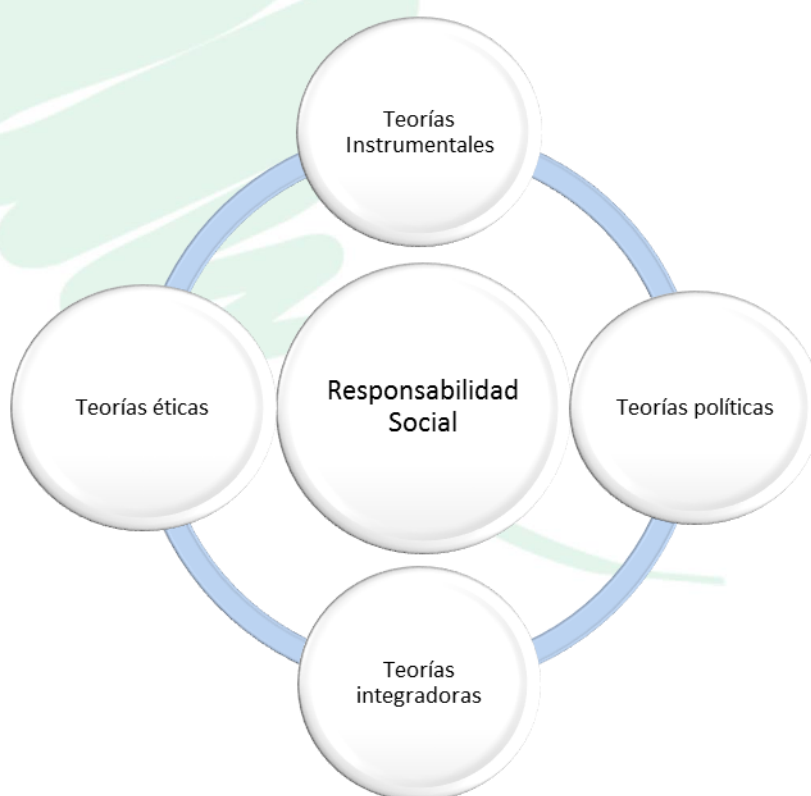 Teorías
Instrumentales
Teorías éticas
Responsabilidad
Social
Teorías políticas
Teorías
integradoras